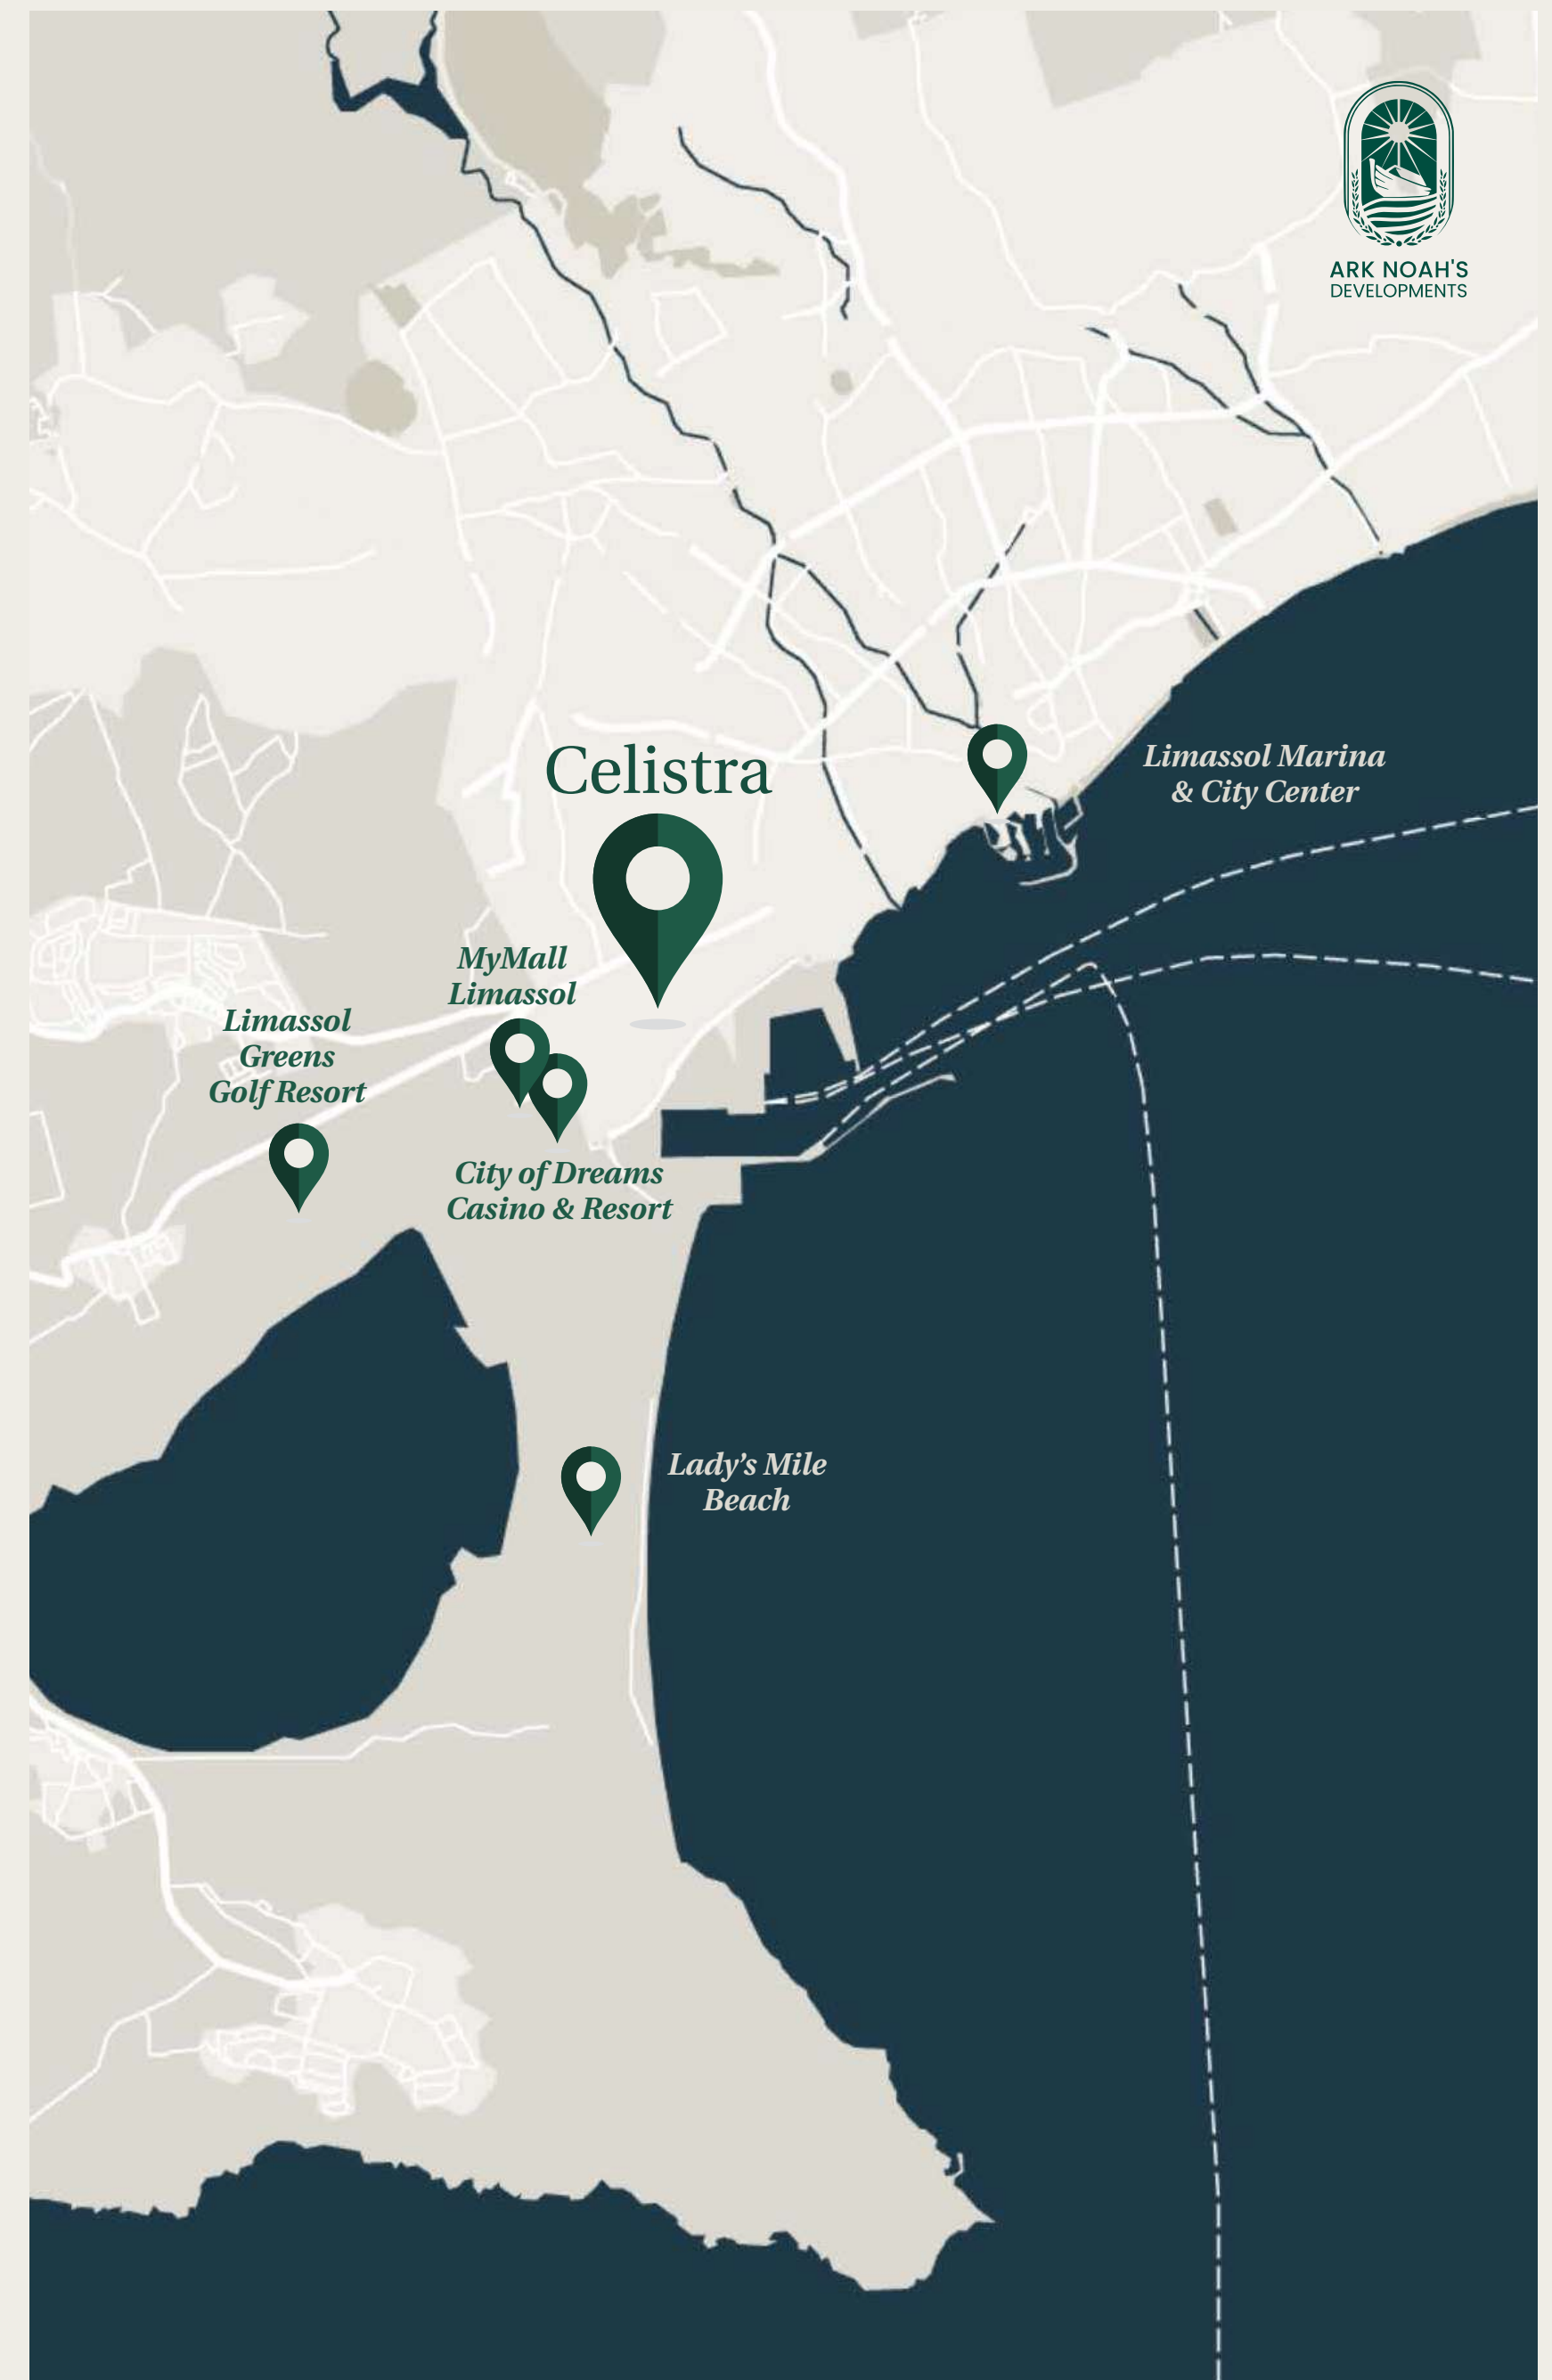 ARK NOAH'S
DEVELOPMENTS
Celistra
Limassol Marina
& City Center
MyMall
Limassol
Limassol
Greens
Golf Resort
City of Dreams
Casino & Resort
Lady’s Mile
Beach